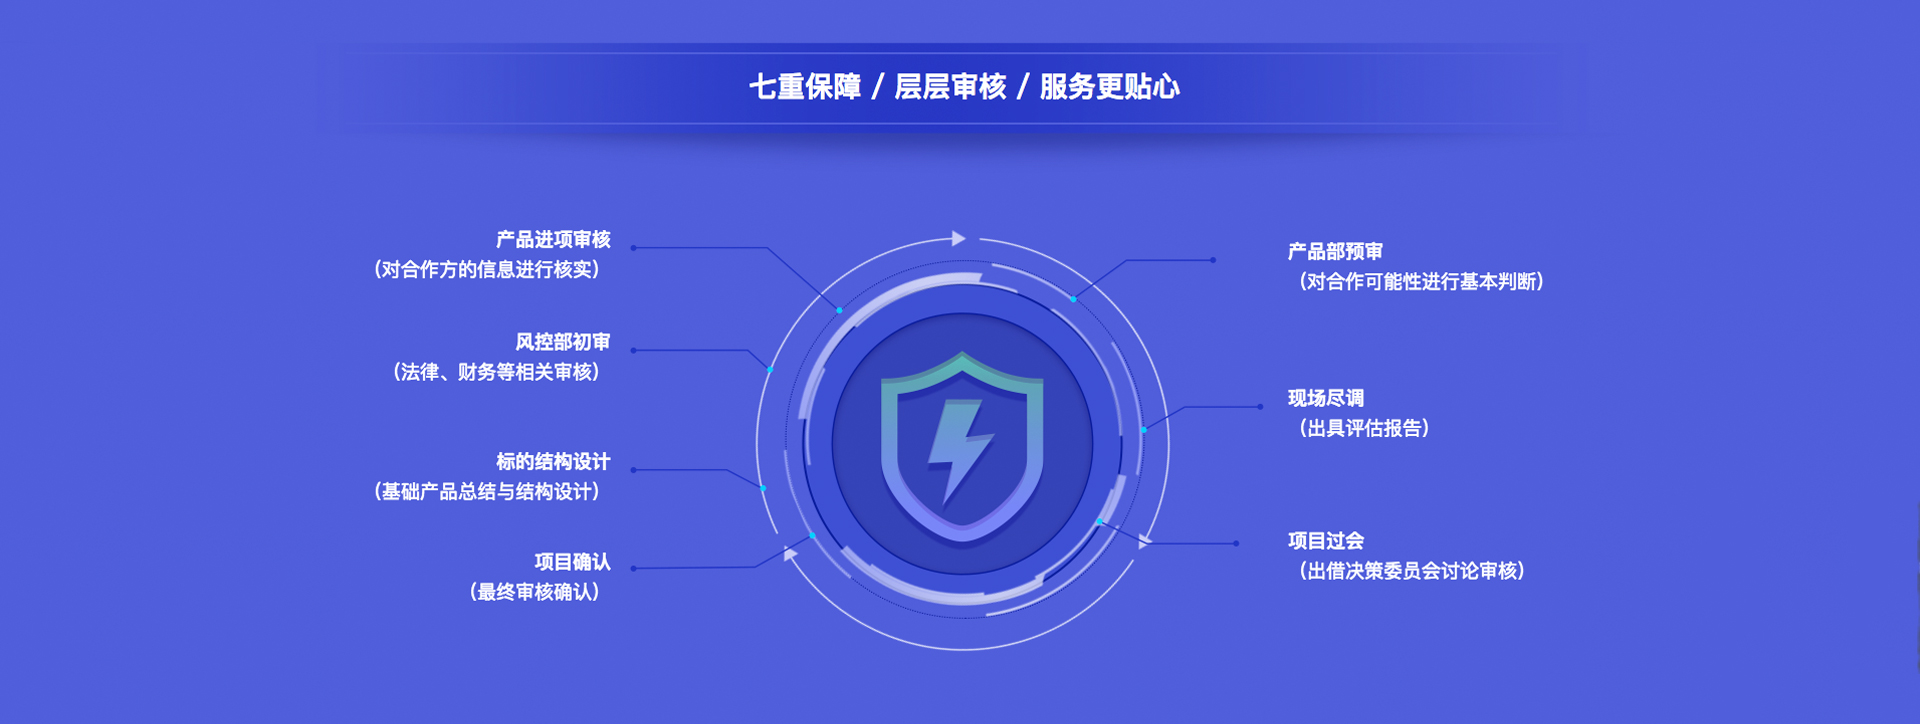 七重保障 / 层层审核 / 服务更贴心
产品进项审核
（对合作方的信息进行核实）
风控部初审
（法律、财务等相关审核）
标的结构设计
（基础产品总结与结构设计）
项目确认
（最终审核确认）
产品部预审
（对合作可能性进行基本判断）
现场尽调
（出具评估报告）
项目过会
（出借决策委员会讨论审核）